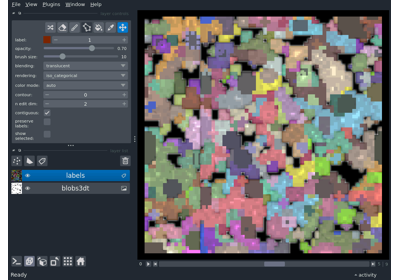 File View Plugins Window Help
label: 1
opacity: 0.70
brush size: 10
blending: translucent
rendering: iso_categorical
color mode: auto
contour: 0
n edit dim: 2
contiguous:
preserve
labels:
show
selected:
labels
blobs3dt
Ready
activity